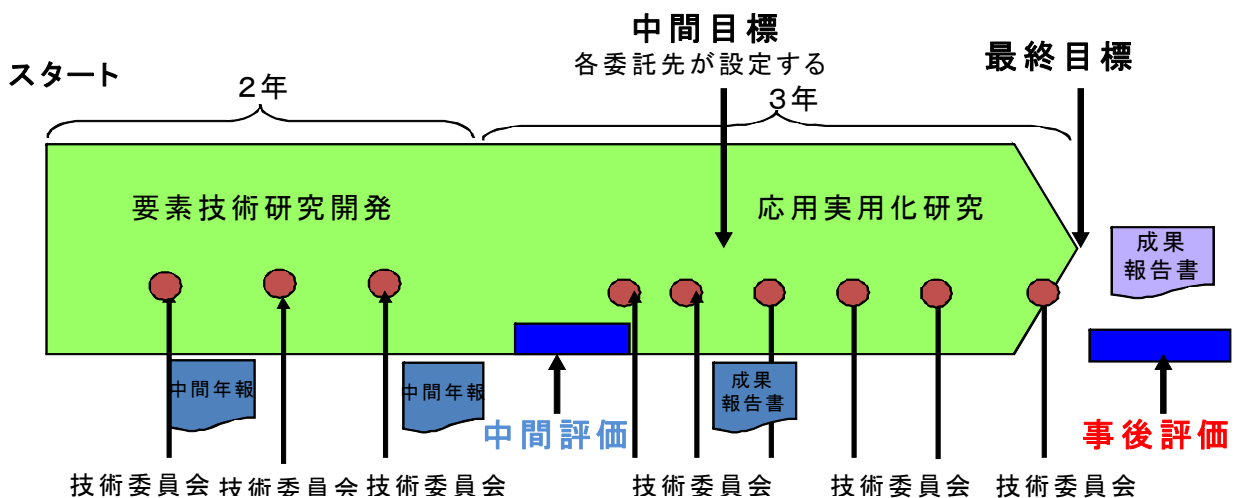 中間目標
各委託先が設定する
最終目標
スタート
2年
3年
要素技術研究開発
応用実用化研究
成果
報告書
中間年報
中間年報
成果
報告書
中間評価
事後評価
技術委員会
技術委員会
技術委員会
技術委員会
技術委員会
技術委員会